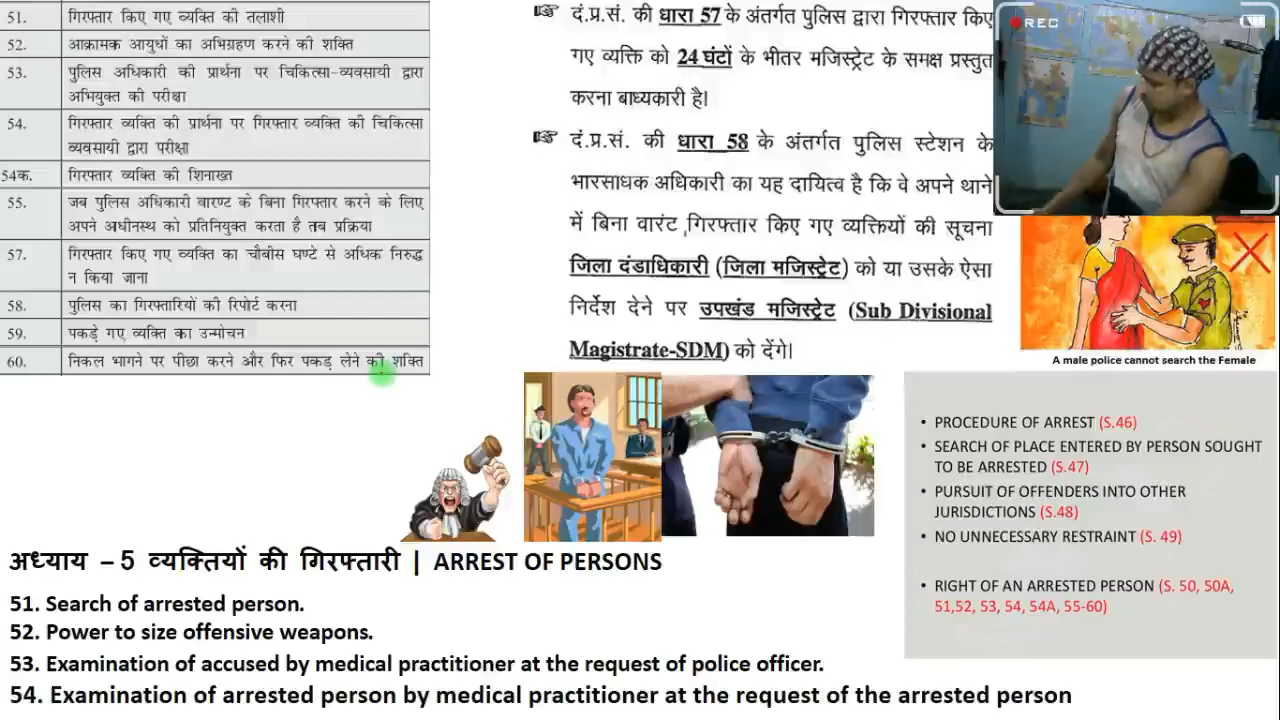 51. गिरफ्तार किए गए व्यक्ति की तलाशी
52. आक्रामक आयुधों का अभिग्रहण करने की शक्ति
53. पुलिस अधिकारी की प्रार्थना पर चिकित्सा-व्यवसायी द्वारा
अभियुक्त की परीक्षा
54. गिरफ्तार व्यक्ति की प्रार्थना पर गिरफ्तार व्यक्ति की चिकित्सा
व्यवसायी द्वारा परीक्षा
54क. गिरफ्तार व्यक्ति की शिनाख्त
55. जब पुलिस अधिकारी वारण्ट के बिना गिरफ्तार करने के लिए
अपने अधीनस्थ को प्रतिनियुक्त करता है तब प्रक्रिया
57. गिरफ्तार किए गए व्यक्ति का चौबीस घण्टे से अधिक निरुद्ध
न किया जाना
58. पुलिस का गिरफ्तारियों की रिपोर्ट करना
59. पकड़े गए व्यक्ति का उन्मोचन
60. निकल भागने पर पीछा करने और फिर पकड़ लेने की शक्ति
दं.प्र.सं. की धारा 57 के अंतर्गत पुलिस द्वारा गिरफ्तार किए
गए व्यक्ति को 24 घंटों के भीतर मजिस्ट्रेट के समक्ष प्रस्तुत
करना बाध्यकारी है।
दं.प्र.सं. की धारा 58 के अंतर्गत पुलिस स्टेशन के
भारसाधक अधिकारी का यह दायित्व है कि वे अपने थाने
में बिना वारंट गिरफ्तार किए गए व्यक्तियों की सूचना
जिला दंडाधिकारी (जिला मजिस्ट्रेट) को या उसके ऐसा
निर्देश देने पर उपखंड मजिस्ट्रेट (Sub Divisional
Magistrate-SDM) को देंगे।
REC
A male police cannot search the Female
• PROCEDURE OF ARREST (S.46)
• SEARCH OF PLACE ENTERED BY PERSON SOUGHT
TO BE ARRESTED (S.47)
• PURSUIT OF OFFENDERS INTO OTHER
JURISDICTIONS (S.48)
• NO UNNECESSARY RESTRAINT (S. 49)
• RIGHT OF AN ARRESTED PERSON (S. 50, 50A,
51,52, 53, 54, 54A, 55-60)
अध्याय – 5 व्यक्तियों की गिरफ्तारी | ARREST OF PERSONS
51. Search of arrested person.
52. Power to size offensive weapons.
53. Examination of accused by medical practitioner at the request of police officer.
54. Examination of arrested person by medical practitioner at the request of the arrested person